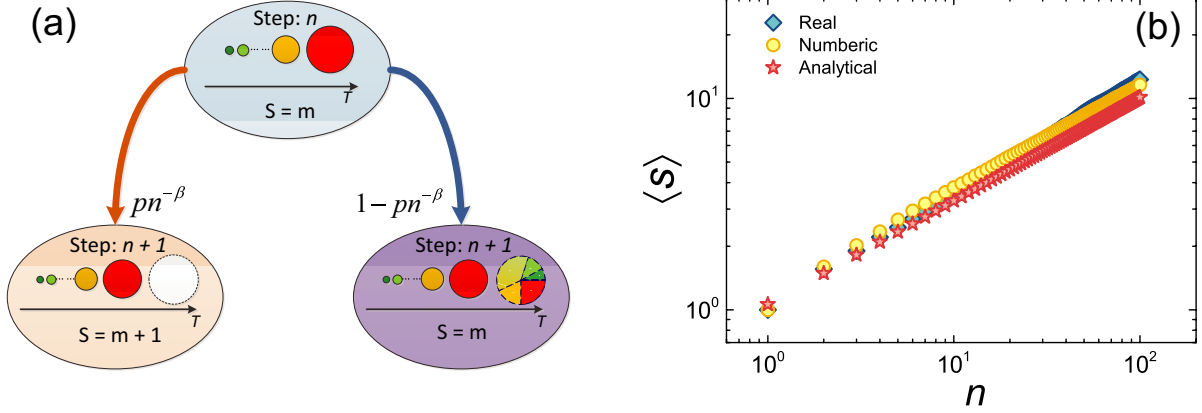 (a)
Step: n
T
S = m
pn^{-β}
1 − pn^{-β}
Step: n + 1
T
S = m + 1
Step: n + 1
T
S = m
(b)
Real
Numberic
Analytical
10^1
10^0
⟨s⟩
10^0
10^1
10^2
n